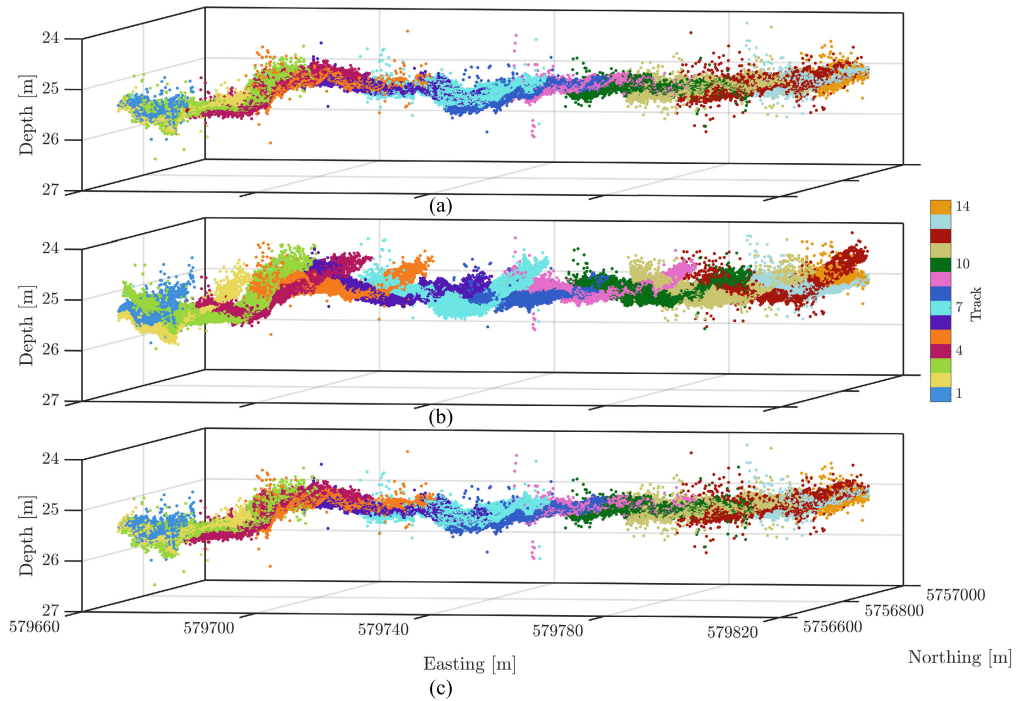 24
25
26
27
Depth [m]
(a)
24
25
26
27
Depth [m]
(b)
14
10
7
4
1
Track
24
25
26
27
Depth [m]
579660
579700
579740
579780
579820
5756600
5756800
5757000
Easting [m]
Northing [m]
(c)